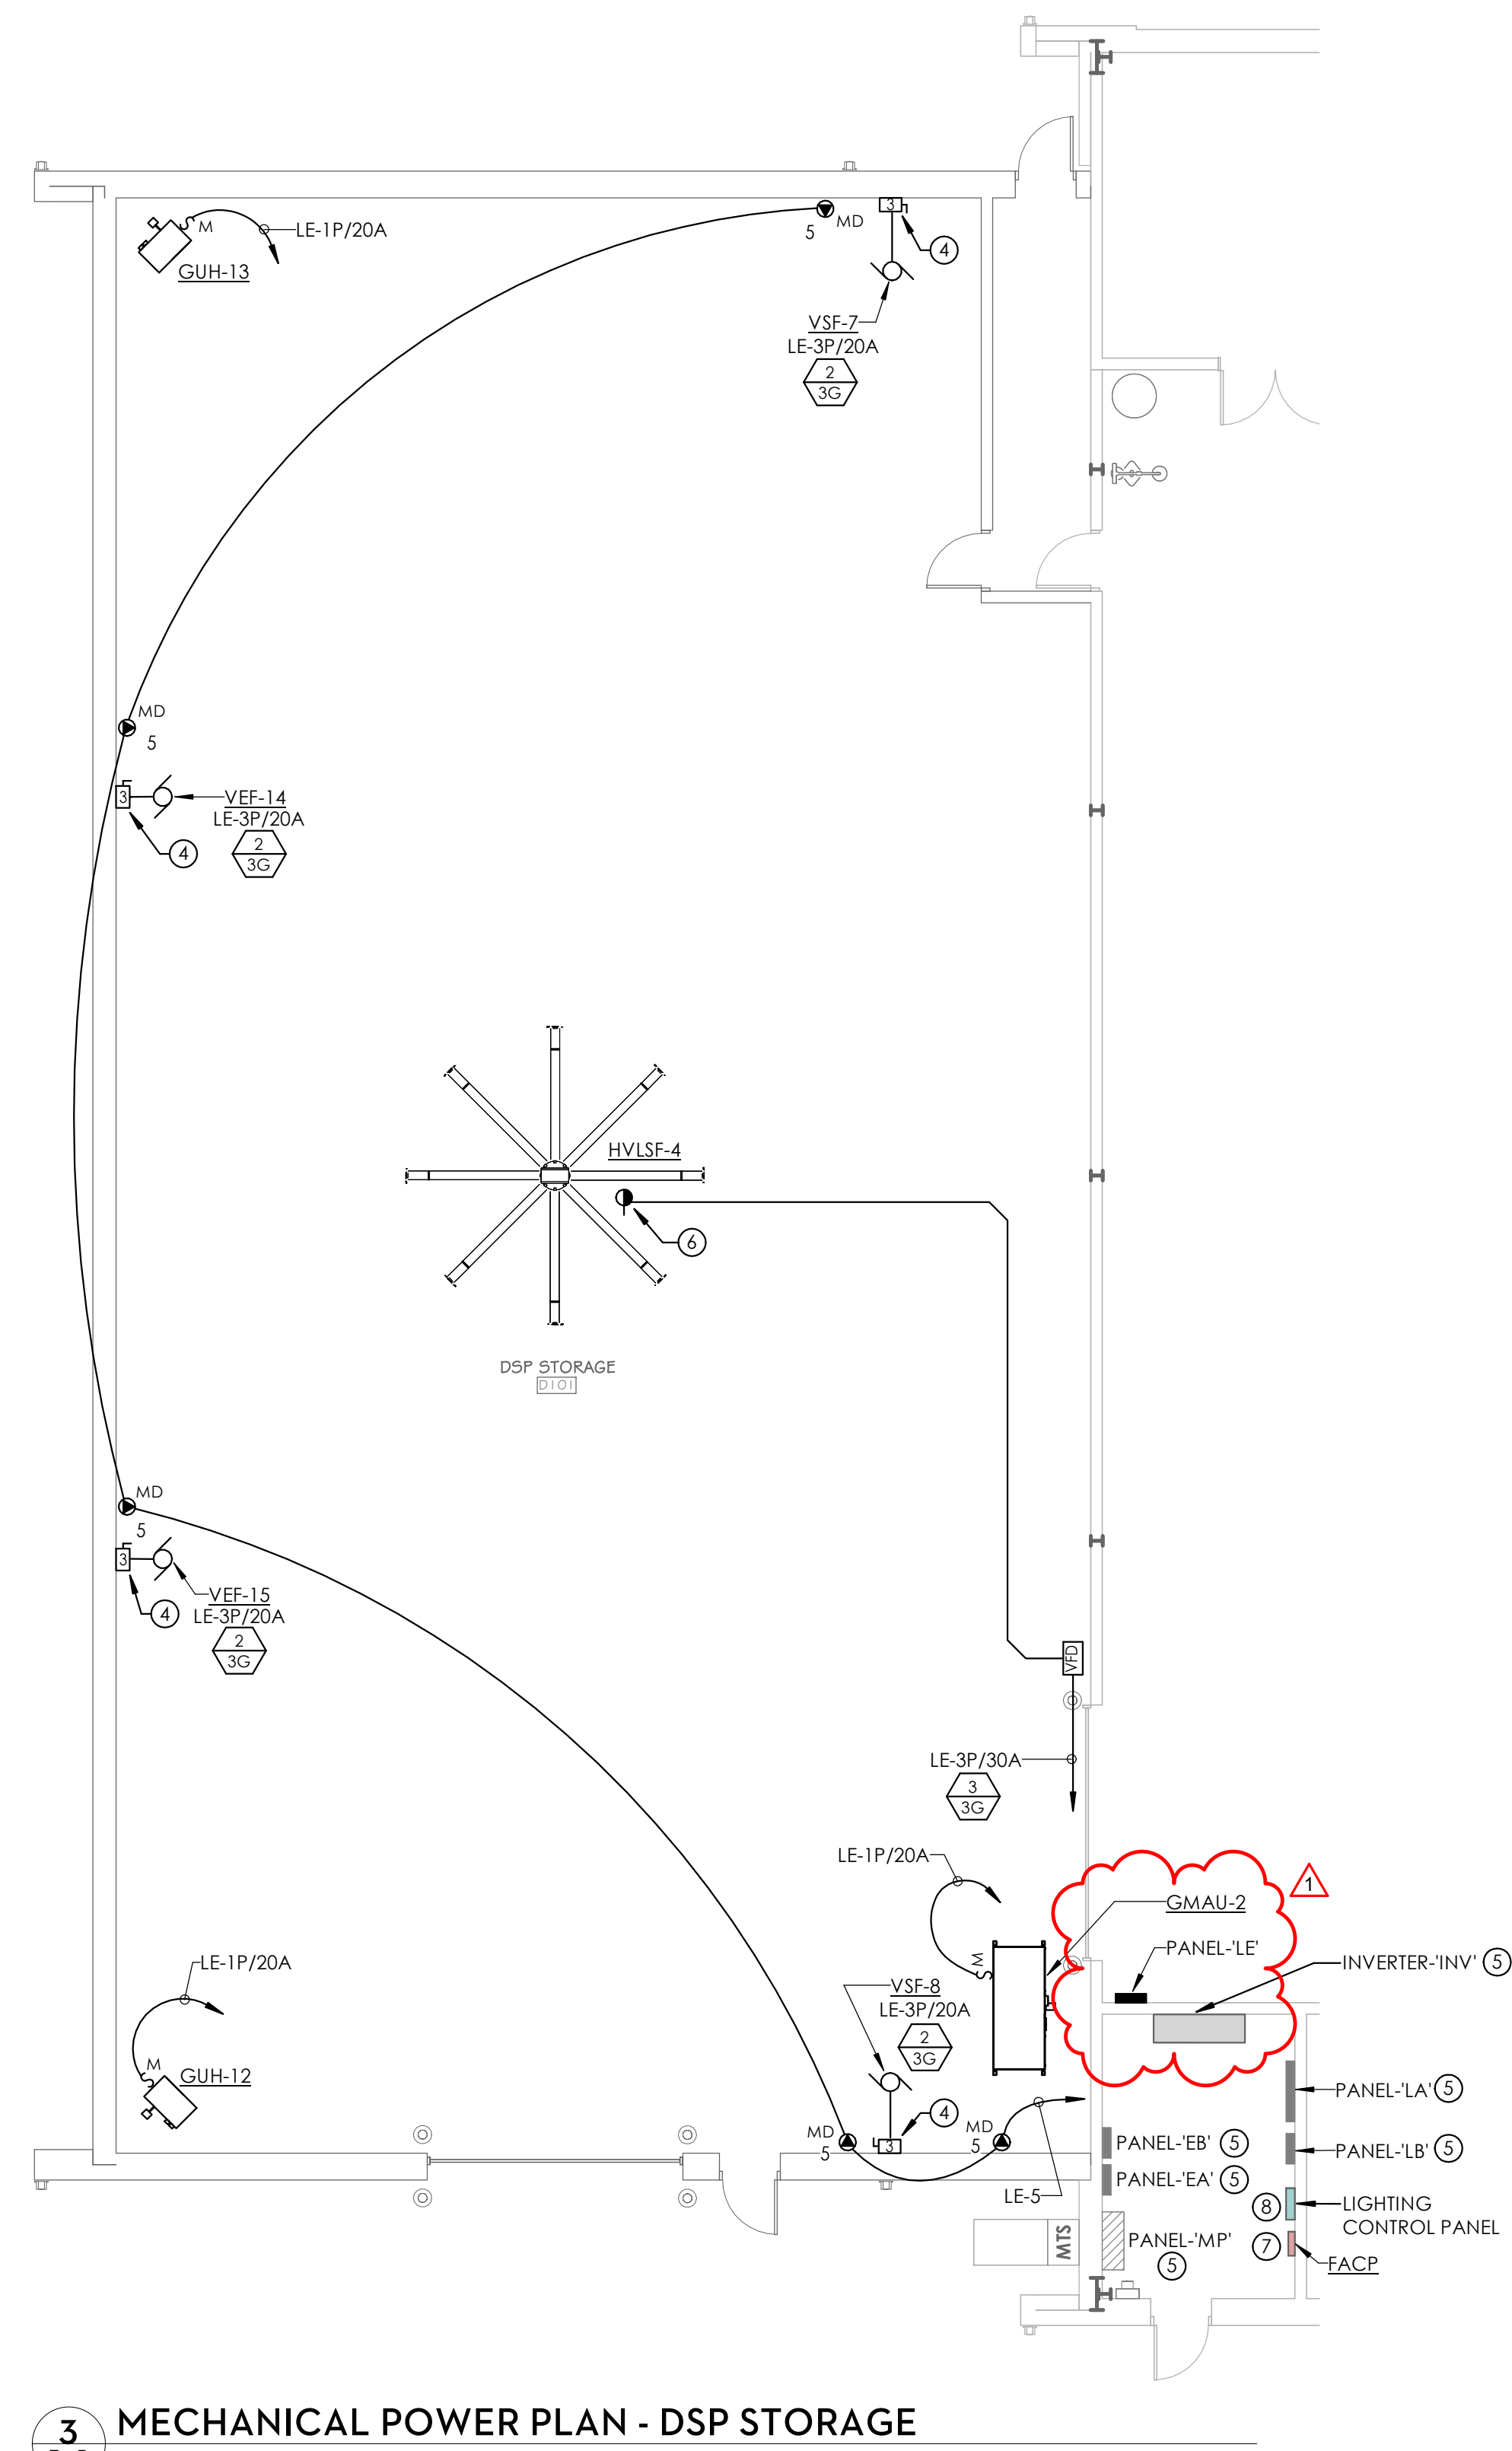 M
LE-1P/20A
GUH-13
MD
5
3
4
VSF-7
LE-3P/20A
2
3G
MD
5
3
VEF-14
LE-3P/20A
4
2
3G
HVLSF-4
6
DSP STORAGE
D101
MD
5
3
VEF-15
LE-3P/20A
4
2
3G
VFD
LE-3P/30A
3
3G
LE-1P/20A
M
GMAU-2
1
PANEL-'LE'
INVERTER-'INV' 5
LE-1P/20A
M
GUH-12
VSF-8
LE-3P/20A
2
3G
4
3
MD
5
MD
5
LE-5
PANEL-'LA' 5
PANEL-'EB' 5
PANEL-'LB' 5
PANEL-'EA' 5
8
LIGHTING
CONTROL PANEL
MTS
PANEL-'MP'
5
7
FACP
3
MECHANICAL POWER PLAN - DSP STORAGE